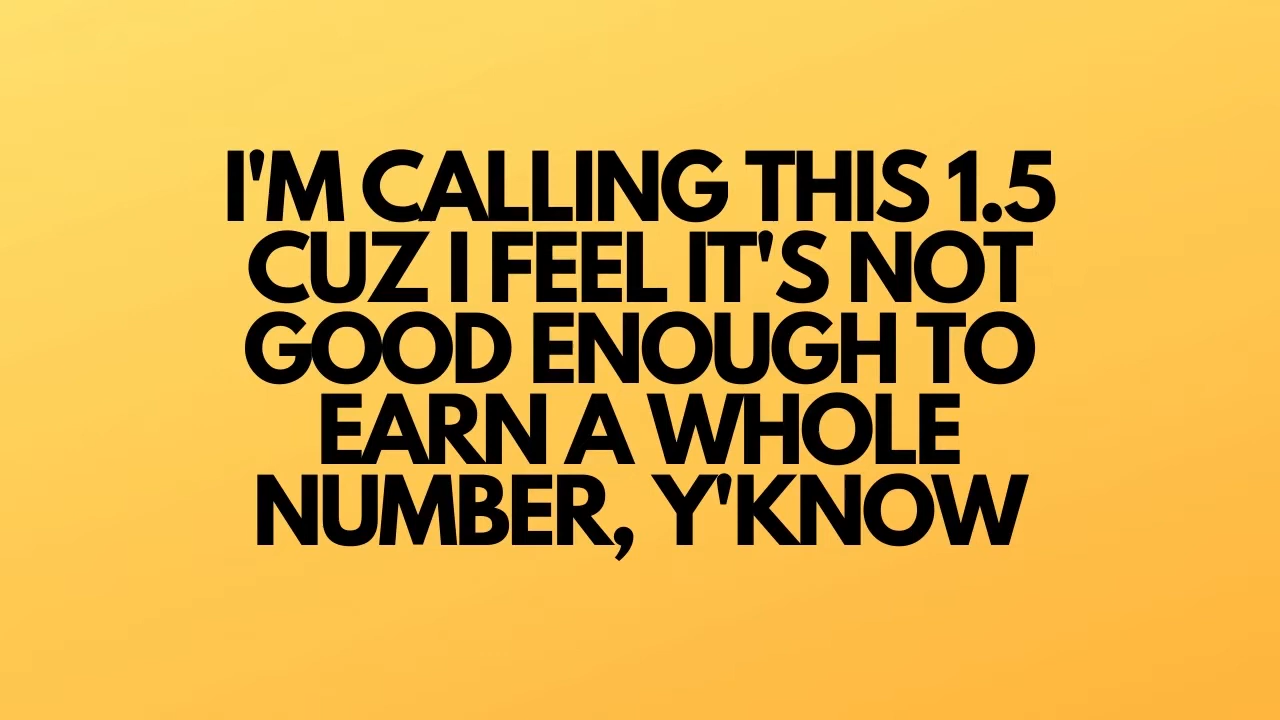 I'M CALLING THIS 1.5
CUZ I FEEL IT'S NOT
GOOD ENOUGH TO
EARN A WHOLE
NUMBER, Y'KNOW